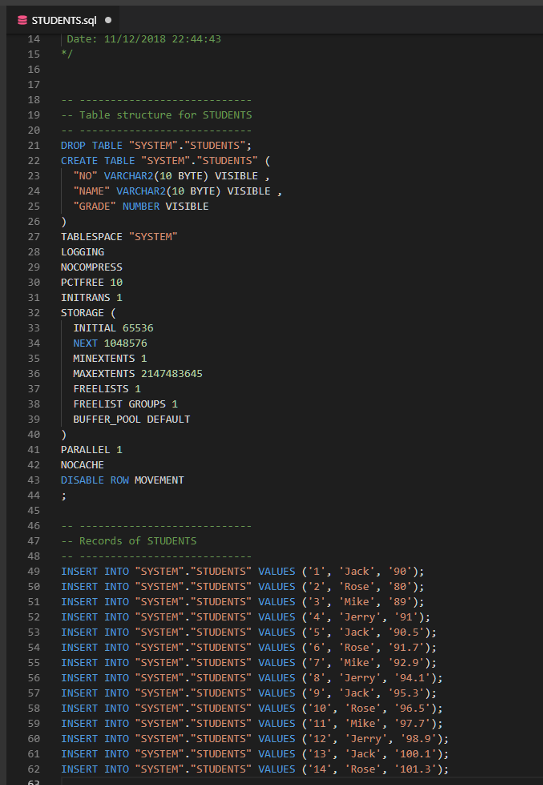 STUDENTS.sql
14 Date: 11/12/2018 22:44:43
15 */
16
17
18 -- ---------------------------
19 -- Table structure for STUDENTS
20 -- ---------------------------
21 DROP TABLE "SYSTEM"."STUDENTS";
22 CREATE TABLE "SYSTEM"."STUDENTS" (
23 "NO" VARCHAR2(10 BYTE) VISIBLE ,
24 "NAME" VARCHAR2(10 BYTE) VISIBLE ,
25 "GRADE" NUMBER VISIBLE
26 )
27 TABLESPACE "SYSTEM"
28 LOGGING
29 NOCOMPRESS
30 PCTFREE 10
31 INITRANS 1
32 STORAGE (
33 INITIAL 65536
34 NEXT 1048576
35 MINEXTENTS 1
36 MAXEXTENTS 2147483645
37 FREELISTS 1
38 FREELIST GROUPS 1
39 BUFFER_POOL DEFAULT
40 )
41 PARALLEL 1
42 NOCACHE
43 DISABLE ROW MOVEMENT
44 ;
45
46 -- ---------------------------
47 -- Records of STUDENTS
48 -- ---------------------------
49 INSERT INTO "SYSTEM"."STUDENTS" VALUES ('1', 'Jack', '90');
50 INSERT INTO "SYSTEM"."STUDENTS" VALUES ('2', 'Rose', '80');
51 INSERT INTO "SYSTEM"."STUDENTS" VALUES ('3', 'Mike', '89');
52 INSERT INTO "SYSTEM"."STUDENTS" VALUES ('4', 'Jerry', '91');
53 INSERT INTO "SYSTEM"."STUDENTS" VALUES ('5', 'Jack', '90.5');
54 INSERT INTO "SYSTEM"."STUDENTS" VALUES ('6', 'Rose', '91.7');
55 INSERT INTO "SYSTEM"."STUDENTS" VALUES ('7', 'Mike', '92.9');
56 INSERT INTO "SYSTEM"."STUDENTS" VALUES ('8', 'Jerry', '94.1');
57 INSERT INTO "SYSTEM"."STUDENTS" VALUES ('9', 'Jack', '95.3');
58 INSERT INTO "SYSTEM"."STUDENTS" VALUES ('10', 'Rose', '96.5');
59 INSERT INTO "SYSTEM"."STUDENTS" VALUES ('11', 'Mike', '97.7');
60 INSERT INTO "SYSTEM"."STUDENTS" VALUES ('12', 'Jerry', '98.9');
61 INSERT INTO "SYSTEM"."STUDENTS" VALUES ('13', 'Jack', '100.1');
62 INSERT INTO "SYSTEM"."STUDENTS" VALUES ('14', 'Rose', '101.3');
63